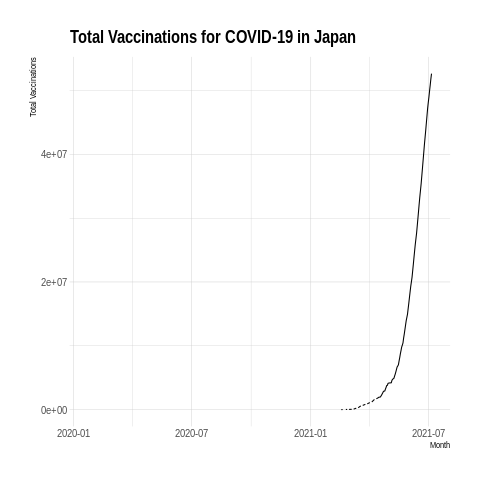 Total Vaccinations for COVID-19 in Japan
Total Vaccinations
4e+07
2e+07
0e+00
2020-01
2020-07
2021-01
2021-07
Month